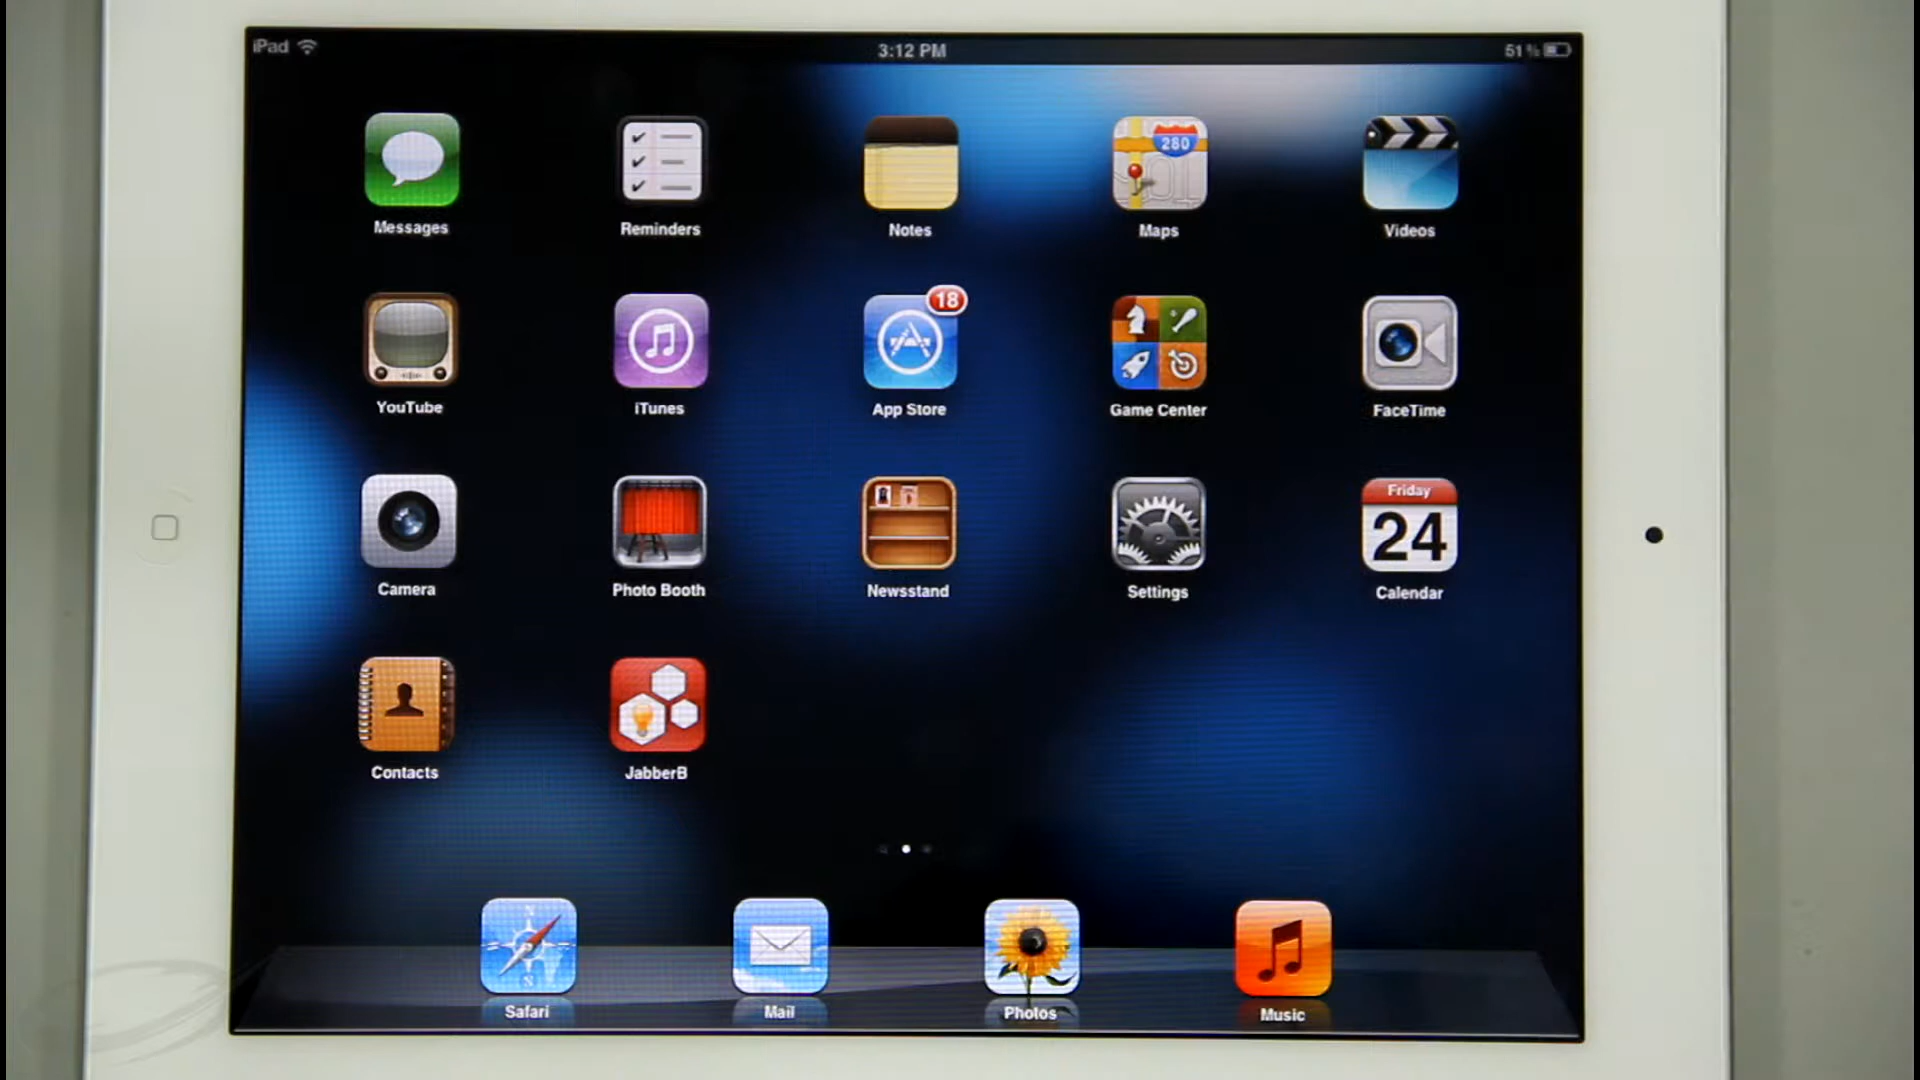 iPad 3:12 PM 51 %
Messages Reminders Notes Maps Videos
280
18
YouTube iTunes App Store Game Center FaceTime
Friday
24
Camera Photo Booth Newsstand Settings Calendar
Contacts JabberB
N
S
Safari Mail Photos Music